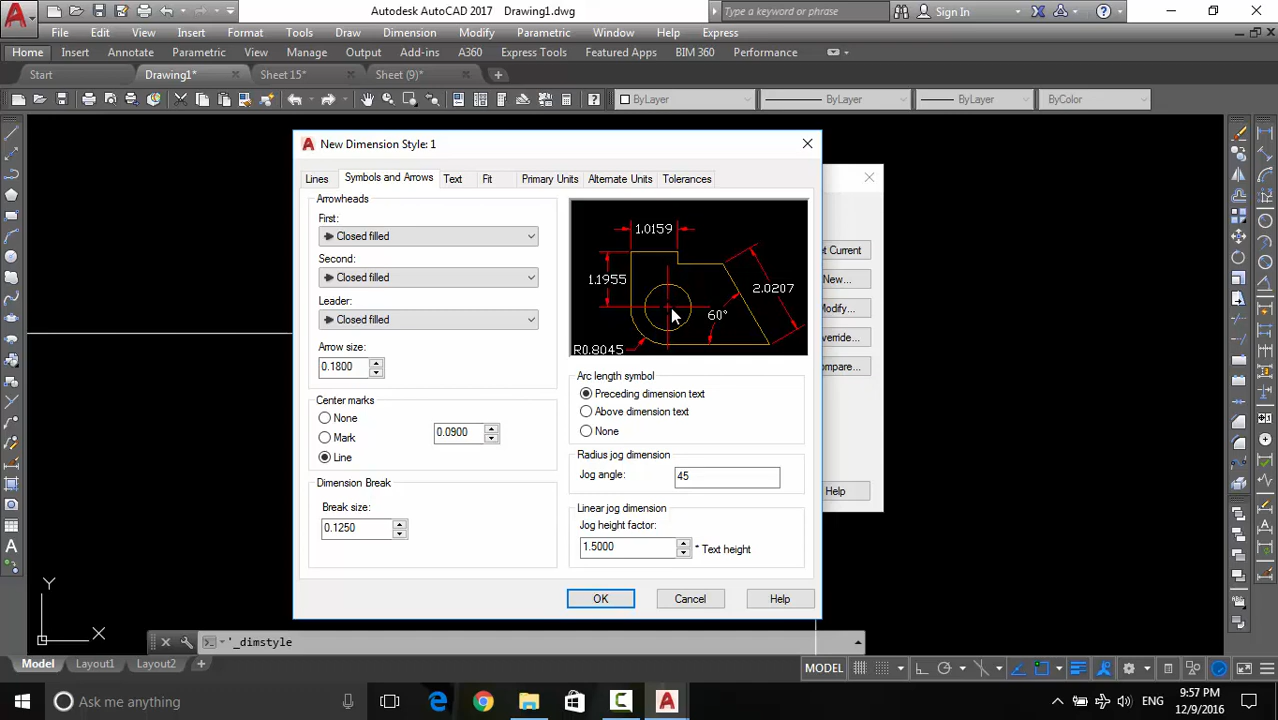 Autodesk AutoCAD 2017 Drawing1.dwg
Type a keyword or phrase
Sign In
File Edit View Insert Format Tools Draw Dimension Modify Parametric Window Help Express
Home Insert Annotate Parametric View Manage Output Add-ins A360 Express Tools Featured Apps BIM 360 Performance
Start Drawing1* Sheet 15* Sheet (9)*
ByLayer ByLayer ByLayer ByColor
New Dimension Style: 1
Lines Symbols and Arrows Text Fit Primary Units Alternate Units Tolerances
Arrowheads
First:
Closed filled
Second:
Closed filled
Leader:
Closed filled
Arrow size:
0.1800
Center marks
None
Mark
0.0900
Line
Dimension Break
Break size:
0.1250
1.0159
1.1955
2.0207
60°
R0.8045
Arc length symbol
Preceding dimension text
Above dimension text
None
Radius jog dimension
Jog angle: 45
Linear jog dimension
Jog height factor:
1.5000 * Text height
OK Cancel Help
Current
New...
Modify...
Help
Y
X
'_dimstyle
Model Layout1 Layout2
MODEL
Ask me anything
ENG
9:57 PM
12/9/2016